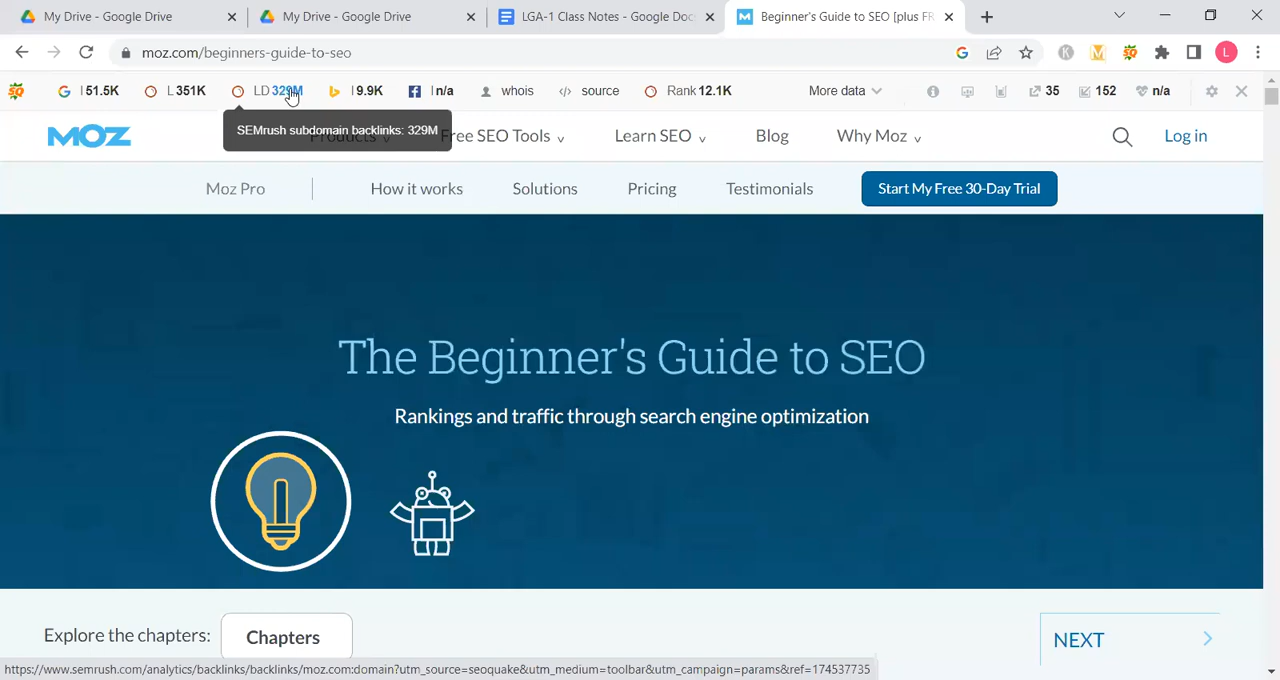 My Drive - Google Drive
My Drive - Google Drive
LGA-1 Class Notes - Google Doc
Beginner's Guide to SEO [plus FR
moz.com/beginners-guide-to-seo
K
M
L
SQ
I 51.5K
L 351K
LD 329M
I 9.9K
I n/a
whois
source
Rank 12.1K
More data
35
152
n/a
SEMrush subdomain backlinks: 329M
MOZ
Products
Free SEO Tools
Learn SEO
Blog
Why Moz
Log in
Moz Pro
How it works
Solutions
Pricing
Testimonials
Start My Free 30-Day Trial
The Beginner's Guide to SEO
Rankings and traffic through search engine optimization
Explore the chapters:
Chapters
NEXT
https://www.semrush.com/analytics/backlinks/backlinks/moz.com:domain?utm_source=seoquake&utm_medium=toolbar&utm_campaign=params&ref=174537735